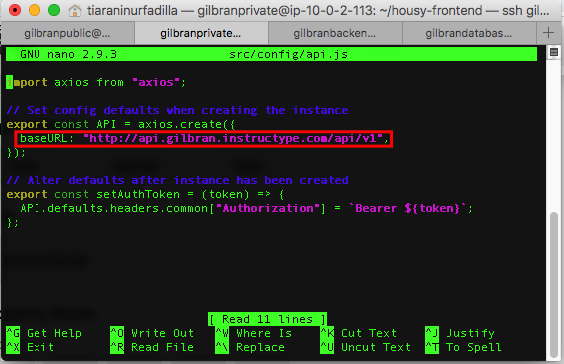 tiaraninurfadilla — gilbranprivate@ip-10-0-2-113: ~/housy-frontend — ssh gil...
gilbranpublic@... gilbranprivate... gilbranbacken... gilbrandatabas... +
GNU nano 2.9.3 src/config/api.js
import axios from "axios";
// Set config defaults when creating the instance
export const API = axios.create({
baseURL: "http://api.gilbran.instructype.com/api/v1",
});
// Alter defaults after instance has been created
export const setAuthToken = (token) => {
API.defaults.headers.common["Authorization"] = `Bearer ${token}`;
};
[ Read 11 lines ]
^G Get Help ^O Write Out ^W Where Is ^K Cut Text ^J Justify
^X Exit ^R Read File ^\ Replace ^U Uncut Text ^T To Spell